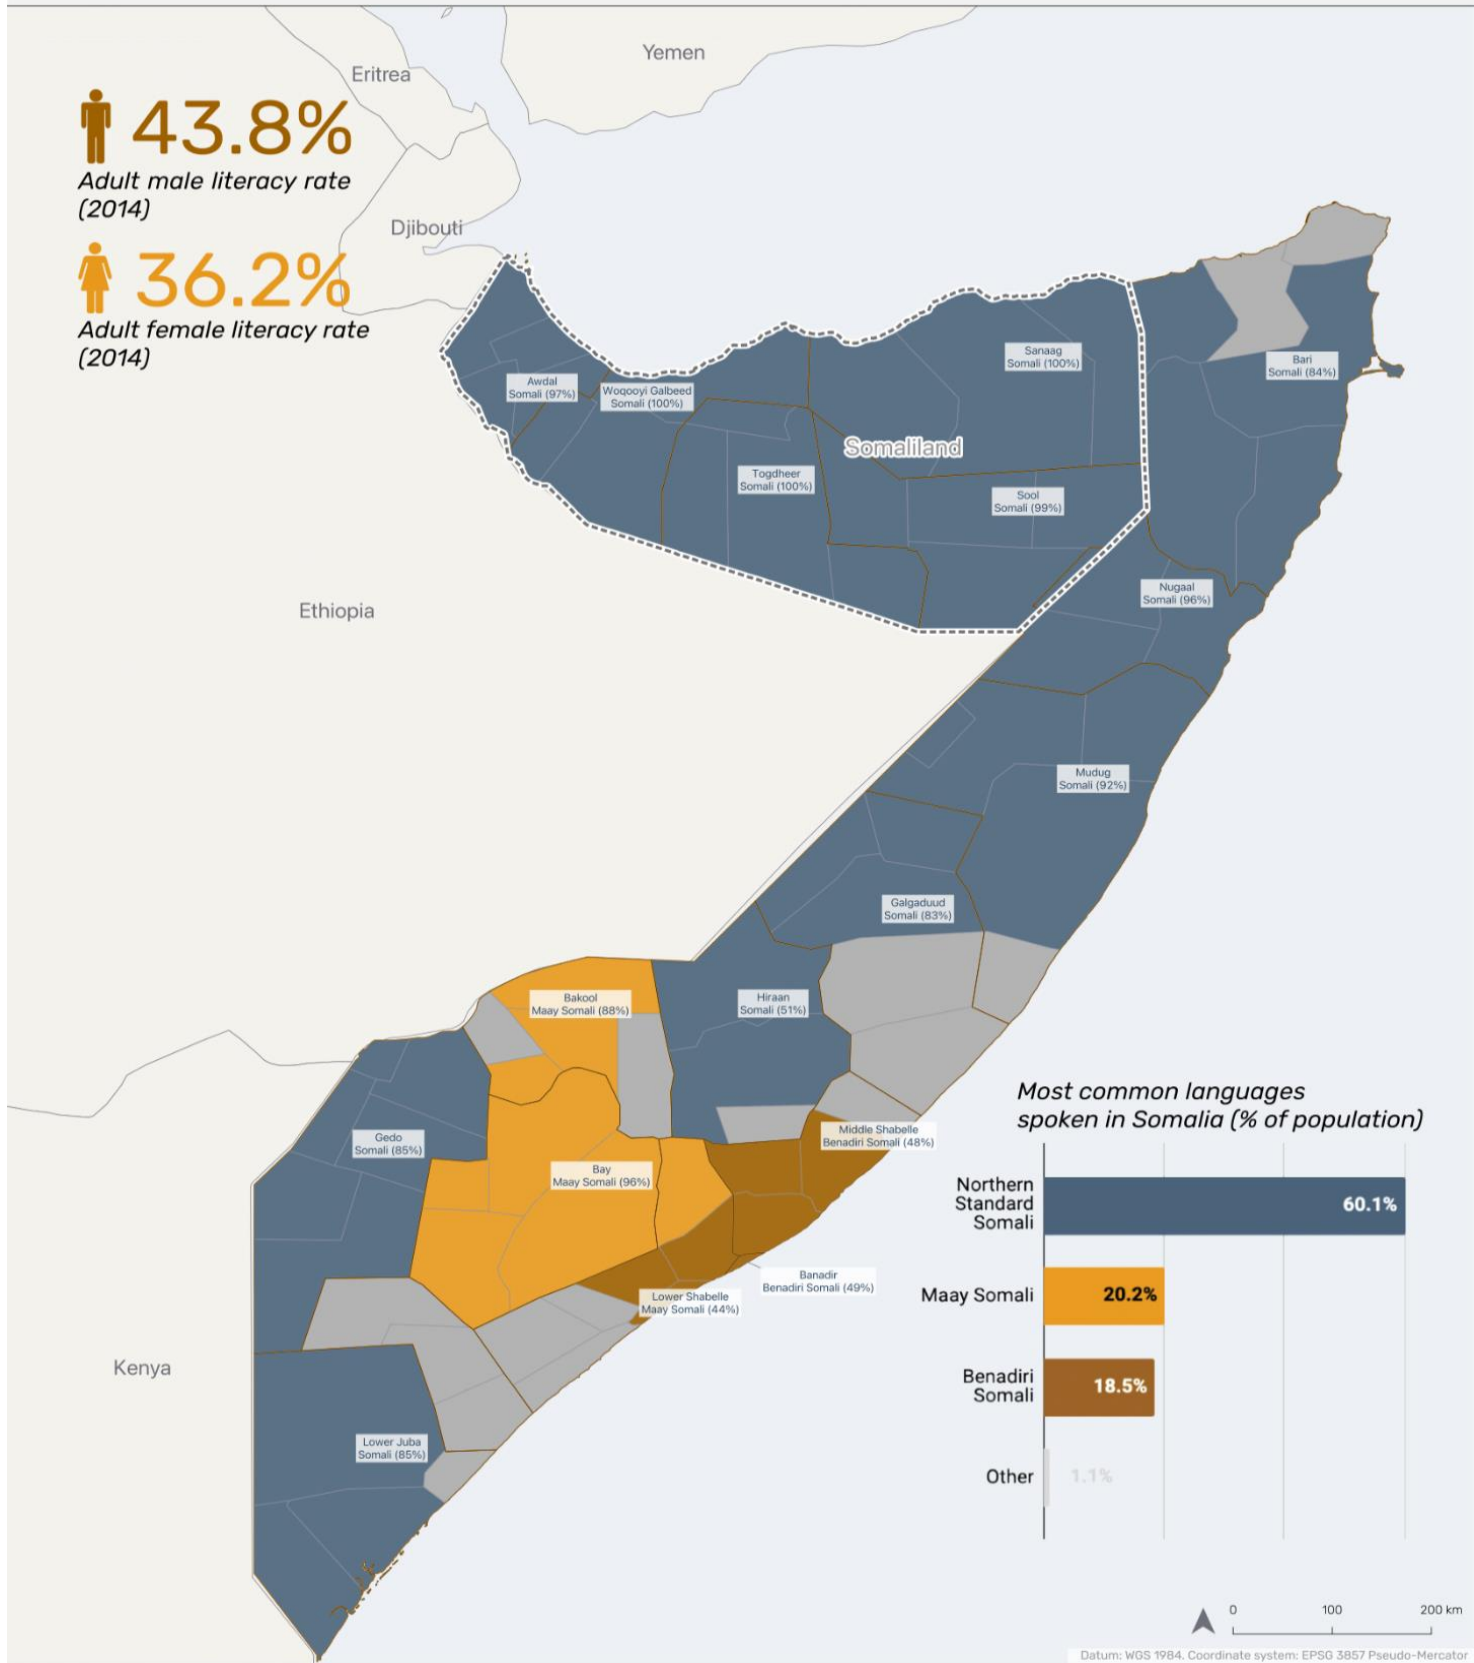 Yemen
Eritrea
43.8%
Adult male literacy rate
(2014)
Djibouti
36.2%
Adult female literacy rate
(2014)
Sanaag
Somali (100%)
Bari
Somali (84%)
Awdal
Somali (97%)
Woqooyi Galbeed
Somali (100%)
Somaliland
Togdheer
Somali (100%)
Sool
Somali (99%)
Nugaal
Somali (96%)
Ethiopia
Mudug
Somali (92%)
Galgaduud
Somali (83%)
Bakool
Maay Somali (88%)
Hiraan
Somali (51%)
Gedo
Somali (85%)
Middle Shabelle
Benadiri Somali (48%)
Bay
Maay Somali (96%)
Banadir
Benadiri Somali (49%)
Lower Shabelle
Maay Somali (44%)
Kenya
Lower Juba
Somali (85%)
Most common languages
spoken in Somalia (% of population)
Northern
Standard
Somali
60.1%
Maay Somali
20.2%
Benadiri
Somali
18.5%
Other
1.1%
0 100 200 km
Datum: WGS 1984. Coordinate system: EPSG 3857 Pseudo-Mercator